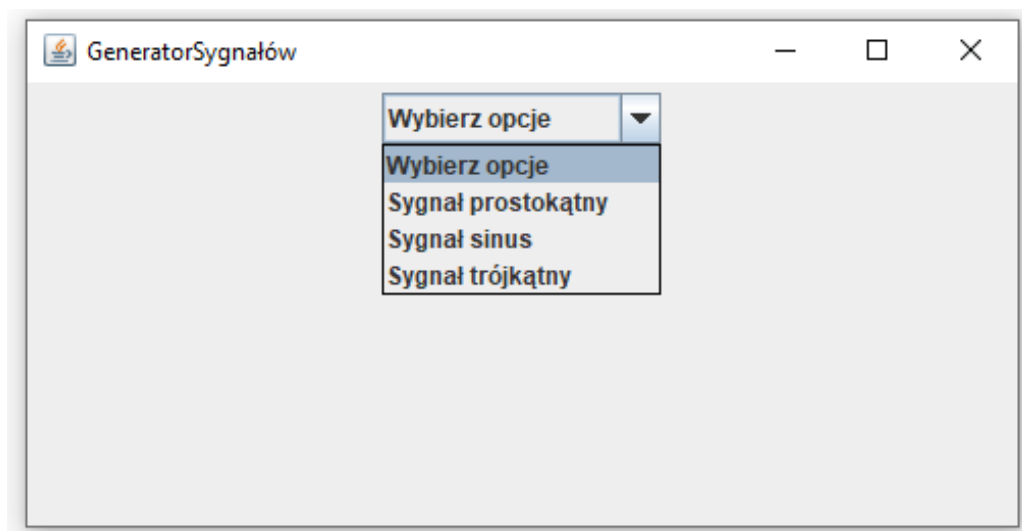 GeneratorSygnałów
Wybierz opcje
Wybierz opcje
Sygnał prostokątny
Sygnał sinus
Sygnał trójkątny